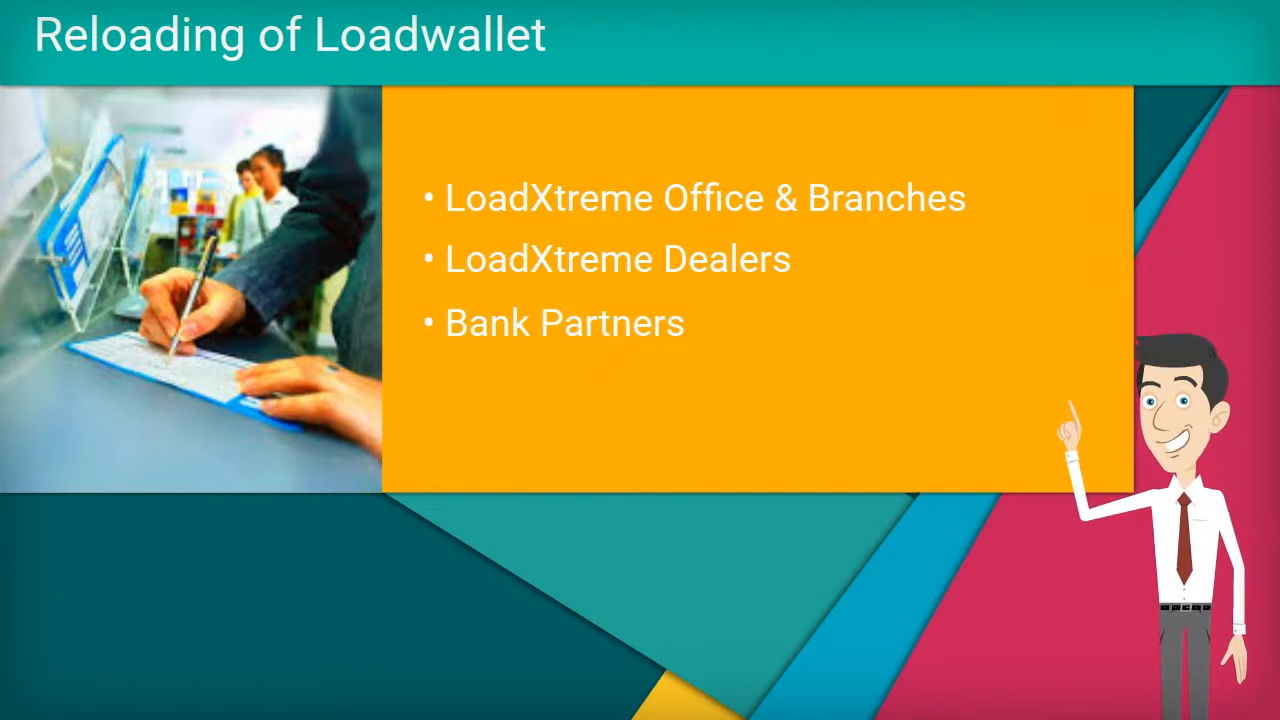 Reloading of Loadwallet
• LoadXtreme Office & Branches
• LoadXtreme Dealers
• Bank Partners